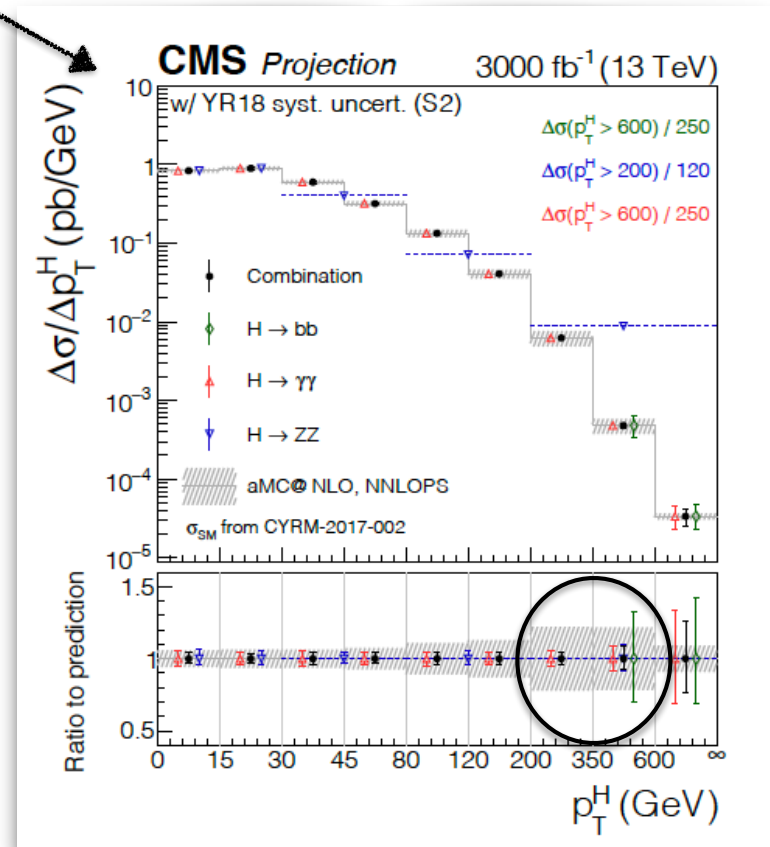 CMS Projection 3000 fb⁻¹ (13 TeV)
w/ YR18 syst. uncert. (S2)
Δσ(p_T^H > 600) / 250
Δσ(p_T^H > 200) / 120
Δσ(p_T^H > 600) / 250
Δσ/Δp_T^H (pb/GeV)
10
1
10⁻¹
10⁻²
10⁻³
10⁻⁴
10⁻⁵
Combination
H → bb
H → γγ
H → ZZ
aMC@ NLO, NNLOPS
σ_SM from CYRM-2017-002
Ratio to prediction
1.5
1
0.5
0 15 30 45 80 120 200 350 600 ∞
p_T^H (GeV)